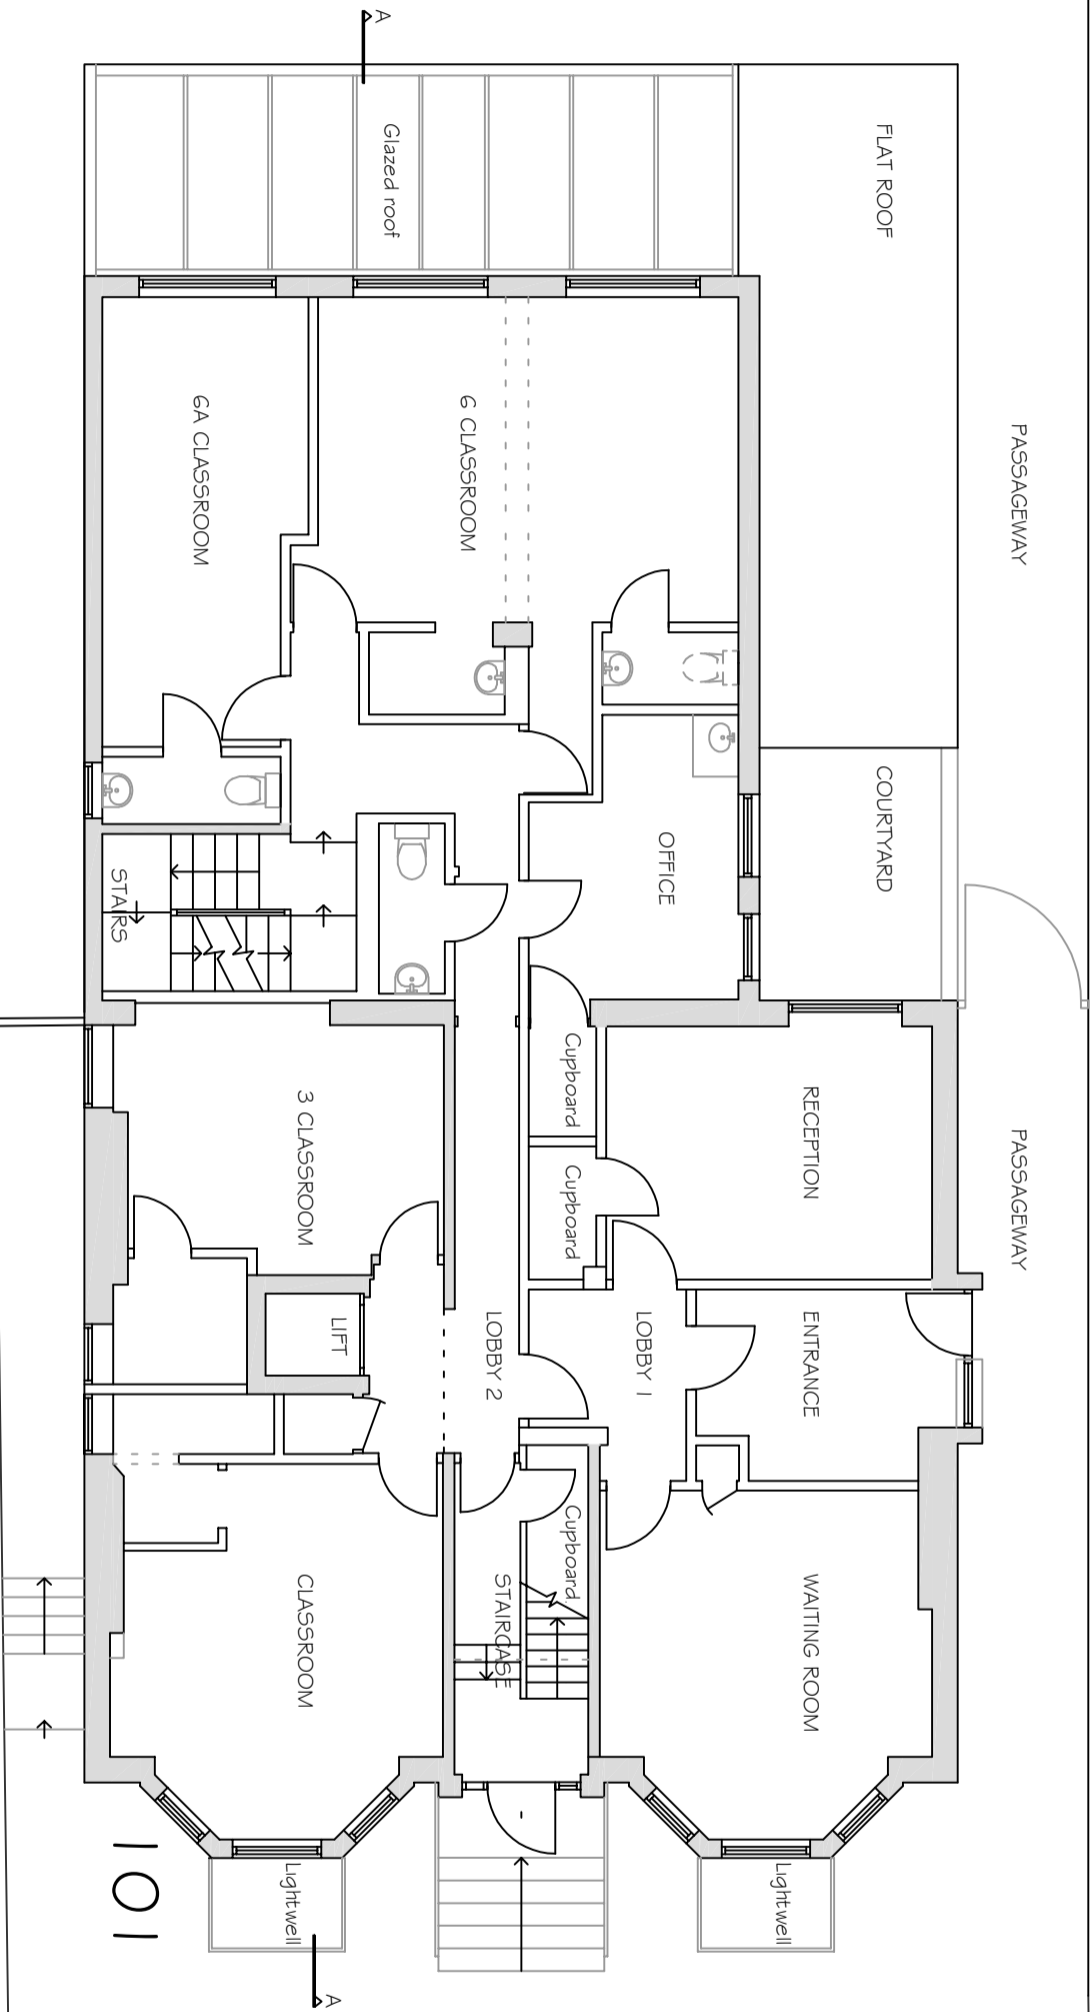 A
Glazed roof
FLAT ROOF
PASSAGEWAY
6A CLASSROOM
6 CLASSROOM
COURTYARD
OFFICE
STAIRS
Cupboard
Cupboard
RECEPTION
PASSAGEWAY
3 CLASSROOM
LIFT
LOBBY 2
LOBBY 1
ENTRANCE
Cupboard
STAIRCASE
CLASSROOM
WAITING ROOM
Lightwell
Lightwell
101
A